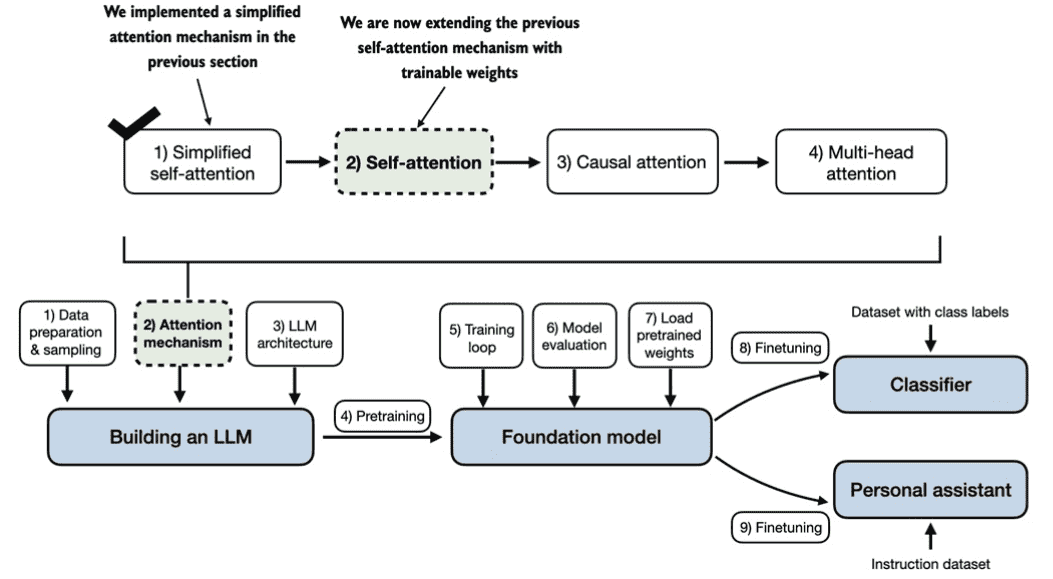 We implemented a simplified
attention mechanism in the
previous section
We are now extending the previous
self-attention mechanism with
trainable weights
1) Simplified
self-attention
2) Self-attention
3) Causal attention
4) Multi-head
attention
1) Data
preparation
& sampling
2) Attention
mechanism
3) LLM
architecture
5) Training
loop
6) Model
evaluation
7) Load
pretrained
weights
8) Finetuning
Dataset with class labels
Classifier
Building an LLM
4) Pretraining
Foundation model
Personal assistant
9) Finetuning
Instruction dataset